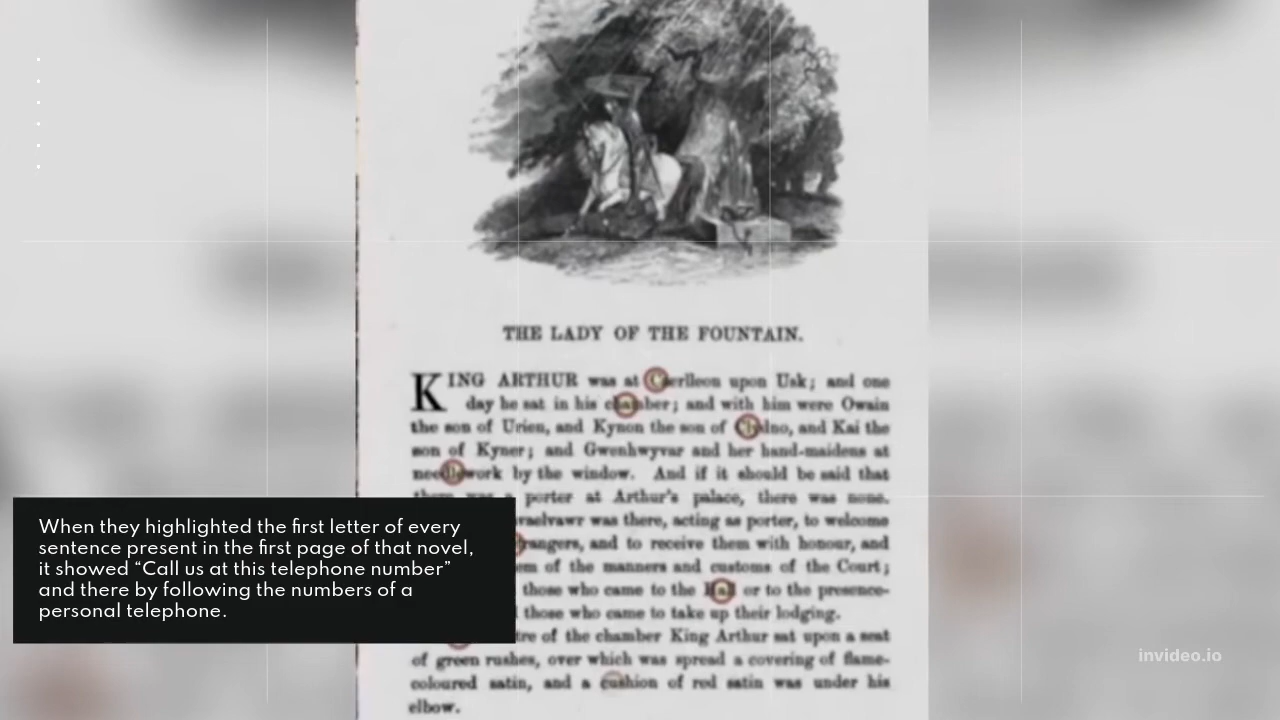 THE LADY OF THE FOUNTAIN.
KING ARTHUR was at Caerlleon upon Usk; and one
day he sat in his chamber; and with him were Owain
the son of Urien, and Kynon the son of Clydno, and Kai the
son of Kyner; and Gwenhwyvar and her hand-maidens at
needlework by the window. And if it should be said that
there was a porter at Arthur's palace, there was none.
was there, acting as porter, to welcome
and to receive them with honour, and
of the manners and customs of the Court;
those who came to the Hall or to the presence-
those who came to take up their lodging.
of the chamber King Arthur sat upon a seat
of green rushes, over which was spread a covering of flame-
coloured satin, and a cushion of red satin was under his
elbow.
When they highlighted the first letter of every
sentence present in the first page of that novel,
it showed “Call us at this telephone number”
and there by following the numbers of a
personal telephone.
invideo.io